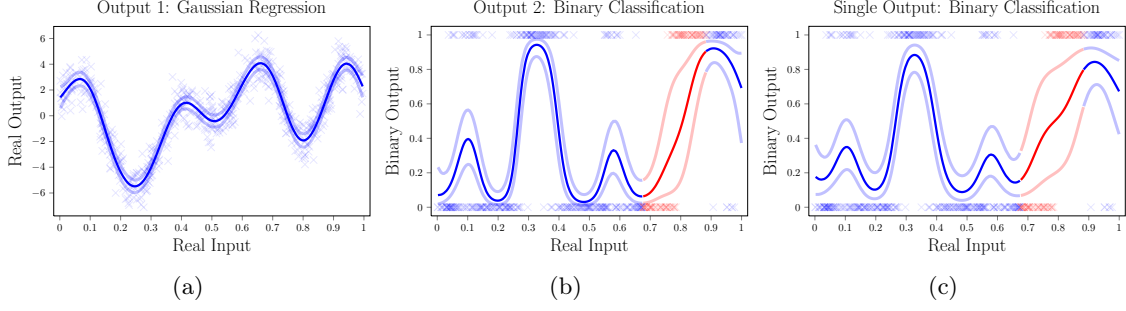 Output 1: Gaussian Regression
Real Output
6
4
2
0
−2
−4
−6
0 0.1 0.2 0.3 0.4 0.5 0.6 0.7 0.8 0.9 1
Real Input
(a)
Output 2: Binary Classification
Binary Output
1
0.8
0.6
0.4
0.2
0
0 0.1 0.2 0.3 0.4 0.5 0.6 0.7 0.8 0.9 1
Real Input
(b)
Single Output: Binary Classification
Binary Output
1
0.8
0.6
0.4
0.2
0
0 0.1 0.2 0.3 0.4 0.5 0.6 0.7 0.8 0.9 1
Real Input
(c)